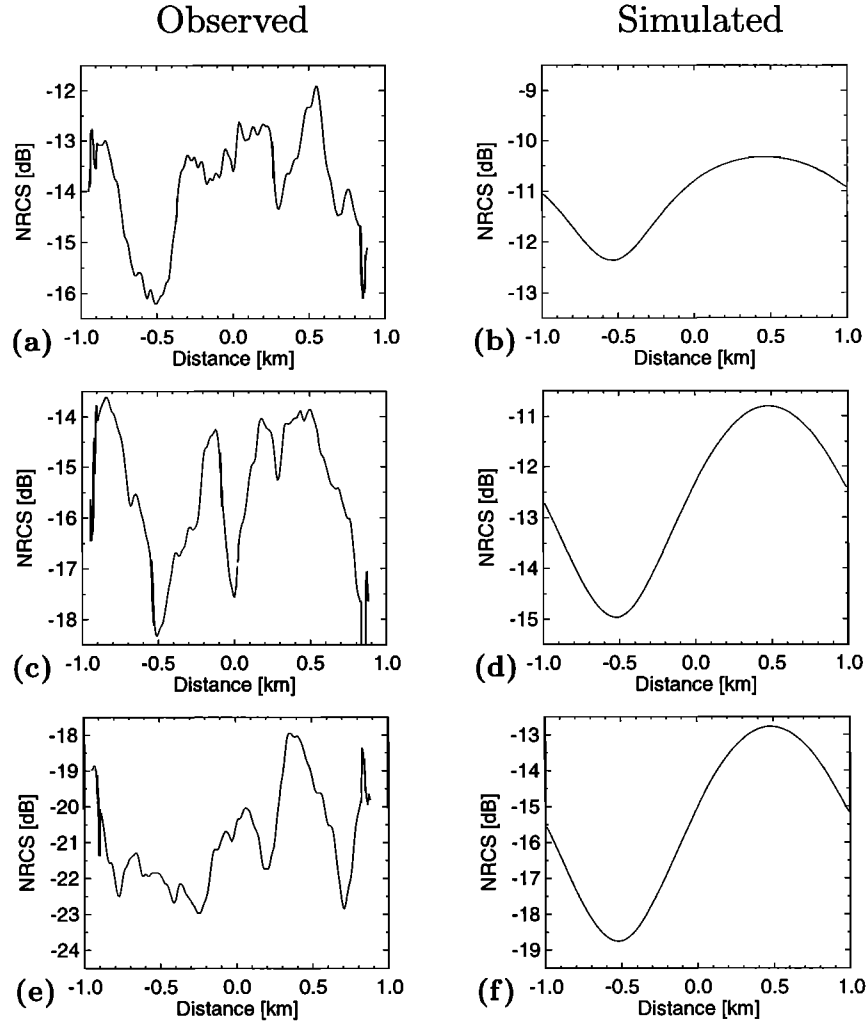 Observed
Simulated
NRCS [dB]
-12
-13
-14
-15
-16
-1.0 -0.5 0.0 0.5 1.0
Distance [km]
(a)
NRCS [dB]
-9
-10
-11
-12
-13
-1.0 -0.5 0.0 0.5 1.0
Distance [km]
(b)
NRCS [dB]
-14
-15
-16
-17
-18
-1.0 -0.5 0.0 0.5 1.0
Distance [km]
(c)
NRCS [dB]
-11
-12
-13
-14
-15
-1.0 -0.5 0.0 0.5 1.0
Distance [km]
(d)
NRCS [dB]
-18
-19
-20
-21
-22
-23
-24
-1.0 -0.5 0.0 0.5 1.0
Distance [km]
(e)
NRCS [dB]
-13
-14
-15
-16
-17
-18
-19
-1.0 -0.5 0.0 0.5 1.0
Distance [km]
(f)